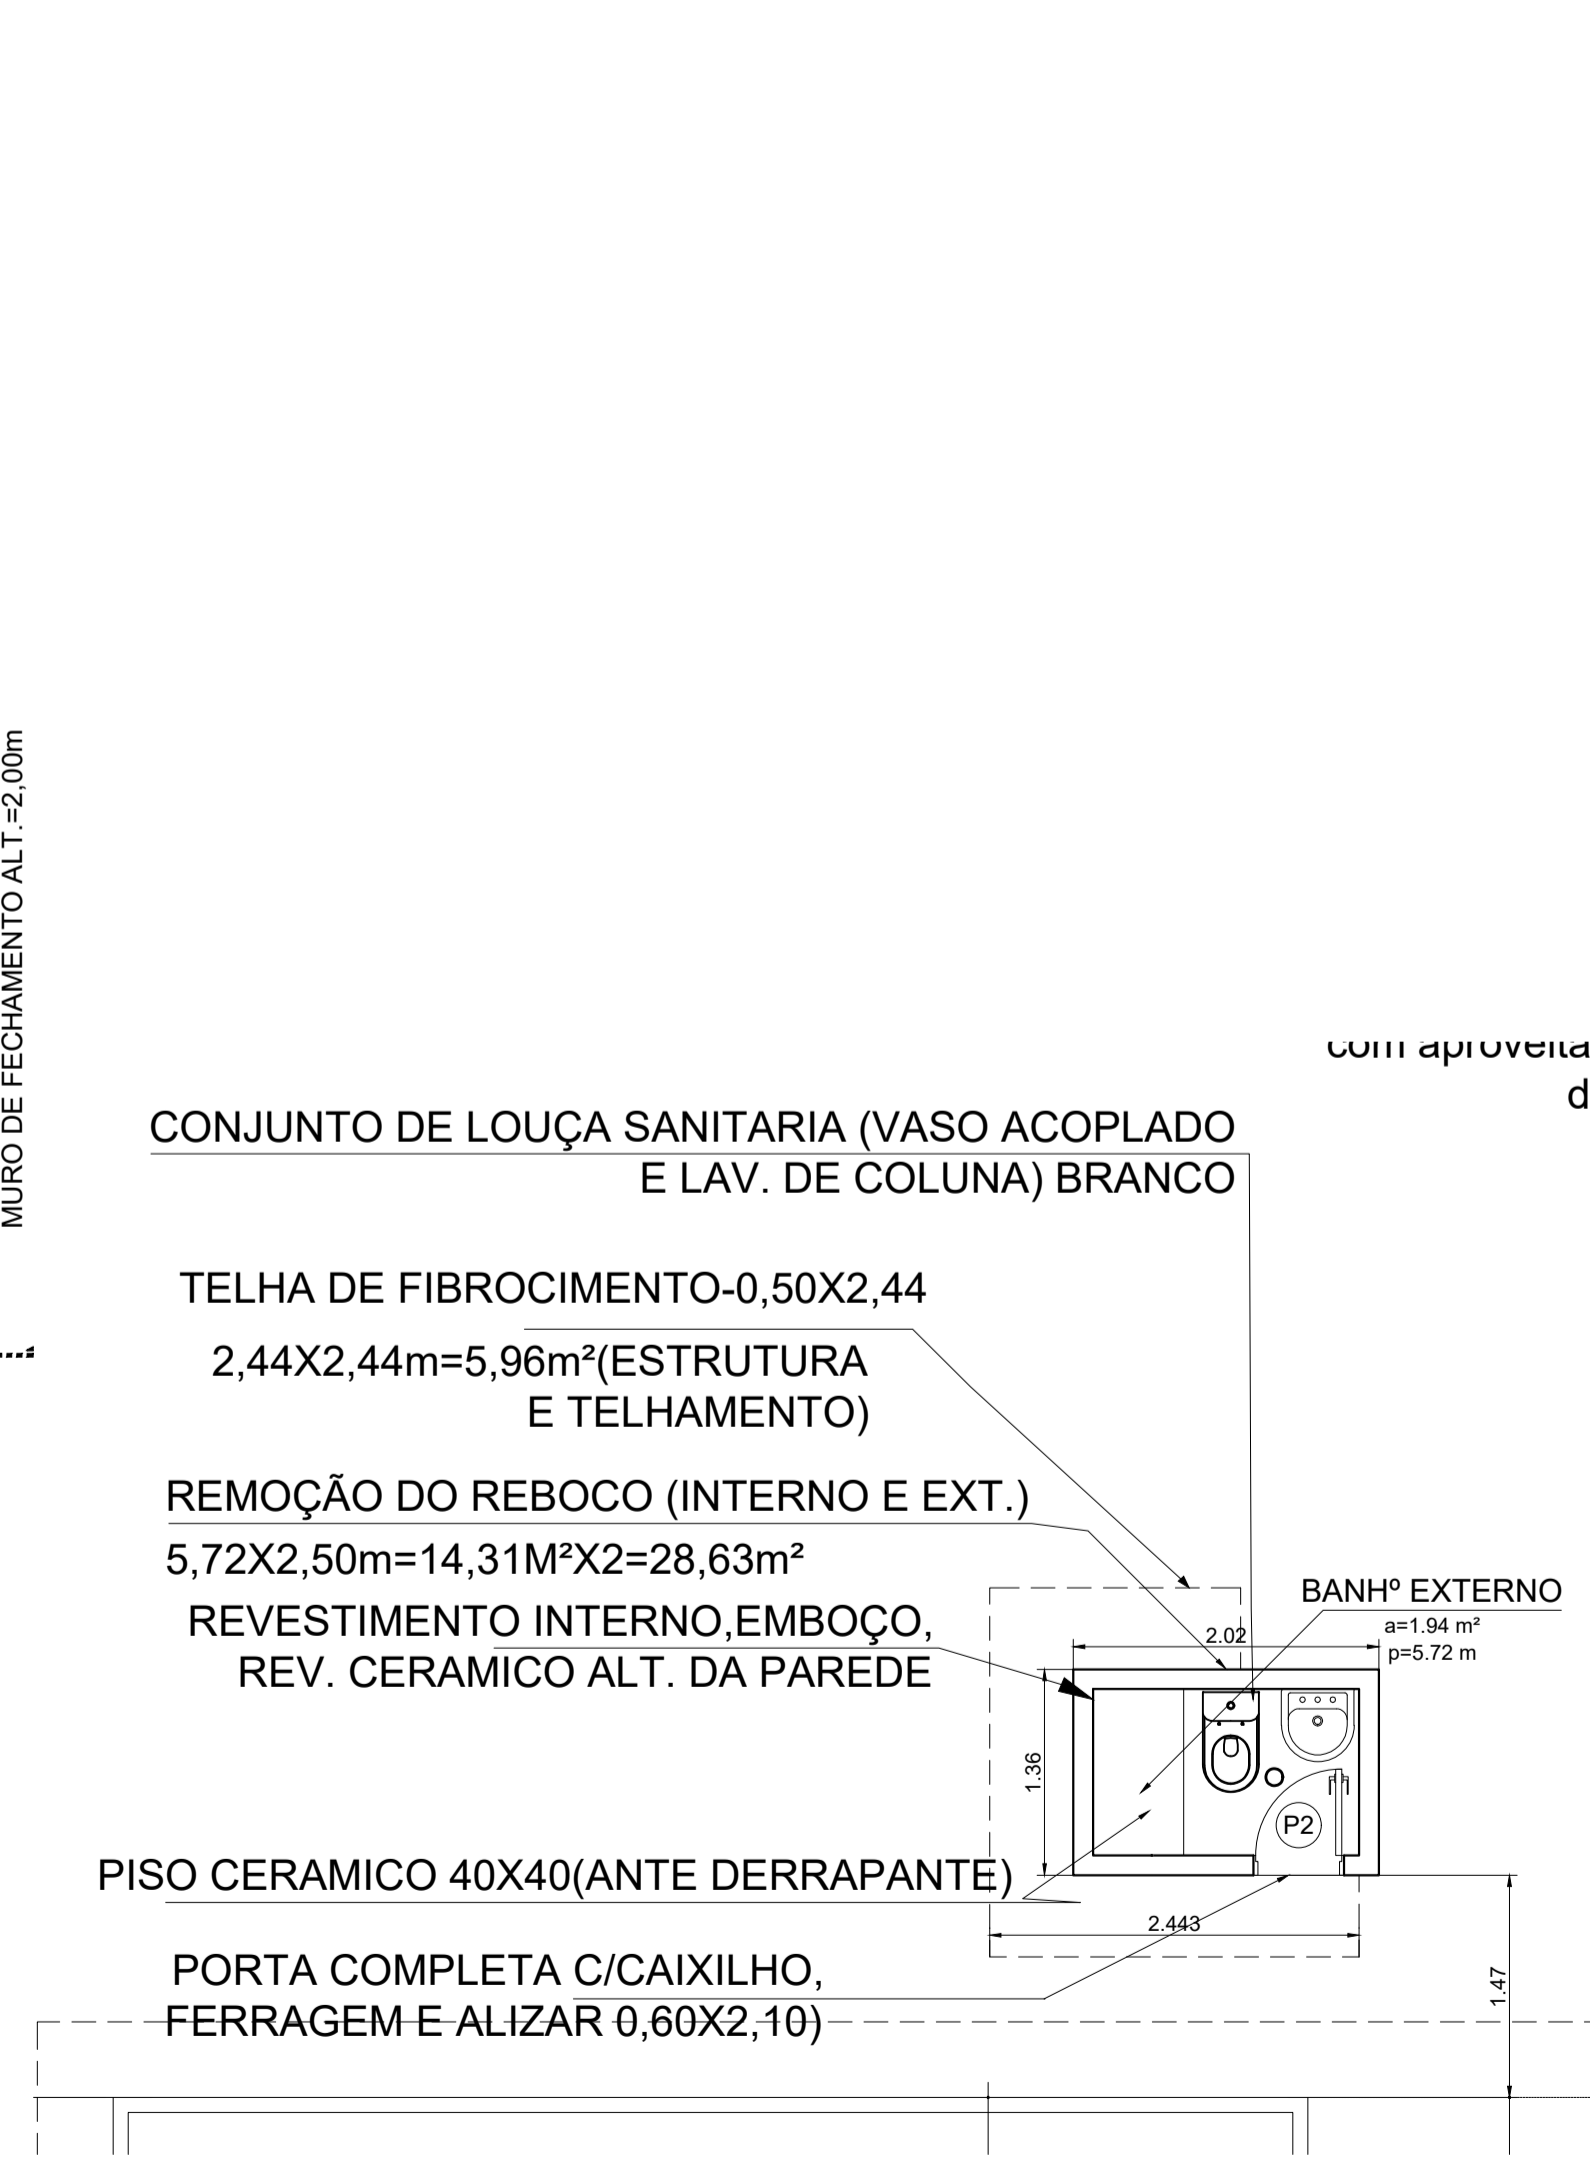 MURO DE FECHAMENTO ALT.=2,00m
d
CONJUNTO DE LOUÇA SANITARIA (VASO ACOPLADO
E LAV. DE COLUNA) BRANCO
TELHA DE FIBROCIMENTO-0,50X2,44
2,44X2,44m=5,96m²(ESTRUTURA
E TELHAMENTO)
REMOÇÃO DO REBOCO (INTERNO E EXT.)
5,72X2,50m=14,31M²X2=28,63m²
REVESTIMENTO INTERNO,EMBOÇO,
REV. CERAMICO ALT. DA PAREDE
BANHº EXTERNO
a=1.94 m²
p=5.72 m
2.02
1.36
P2
PISO CERAMICO 40X40(ANTE DERRAPANTE)
2.443
PORTA COMPLETA C/CAIXILHO,
FERRAGEM E ALIZAR 0,60X2,10)
1.47